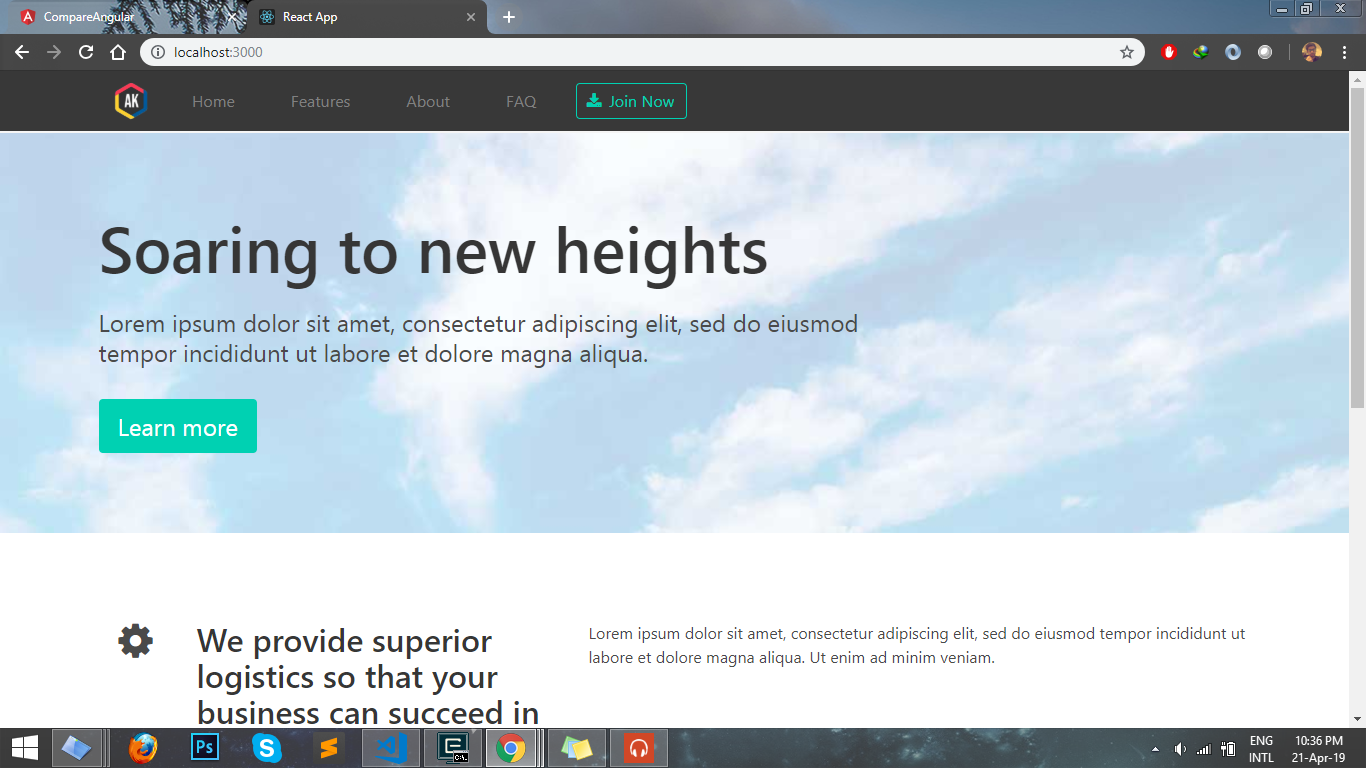 CompareAngular
React App
localhost:3000
AK
Home
Features
About
FAQ
Join Now
Soaring to new heights
Lorem ipsum dolor sit amet, consectetur adipiscing elit, sed do eiusmod
tempor incididunt ut labore et dolore magna aliqua.
Learn more
We provide superior
logistics so that your
business can succeed in
Lorem ipsum dolor sit amet, consectetur adipiscing elit, sed do eiusmod tempor incididunt ut
labore et dolore magna aliqua. Ut enim ad minim veniam.
Ps
C:\.
ENG
INTL
10:36 PM
21-Apr-19